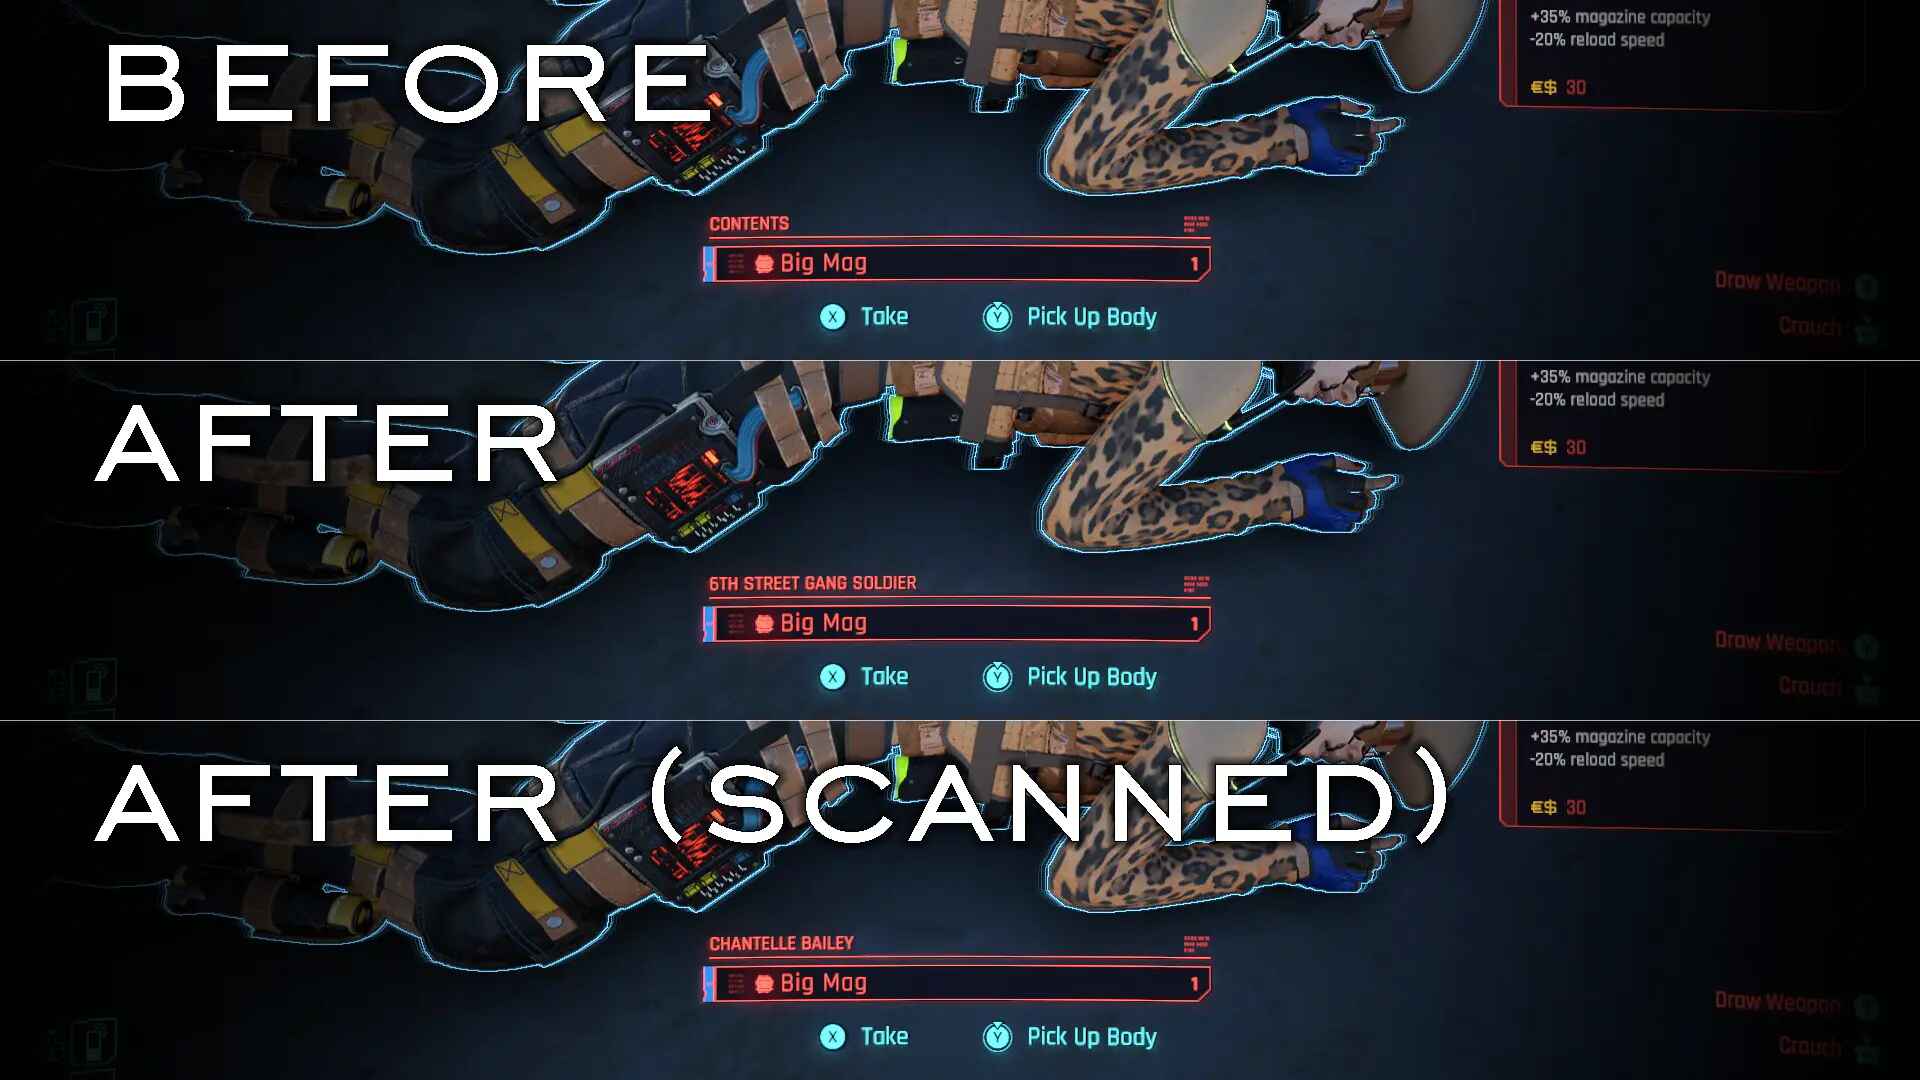 BEFORE
+35% magazine capacity
-20% reload speed
€$ 30
CONTENTS
Big Mag 1
X Take Y Pick Up Body
Draw Weapon
Crouch
AFTER
+35% magazine capacity
-20% reload speed
€$ 30
6TH STREET GANG SOLDIER
Big Mag 1
X Take Y Pick Up Body
Draw Weapon
Crouch
AFTER (SCANNED)
+35% magazine capacity
-20% reload speed
€$ 30
CHANTELLE BAILEY
Big Mag 1
X Take Y Pick Up Body
Draw Weapon
Crouch